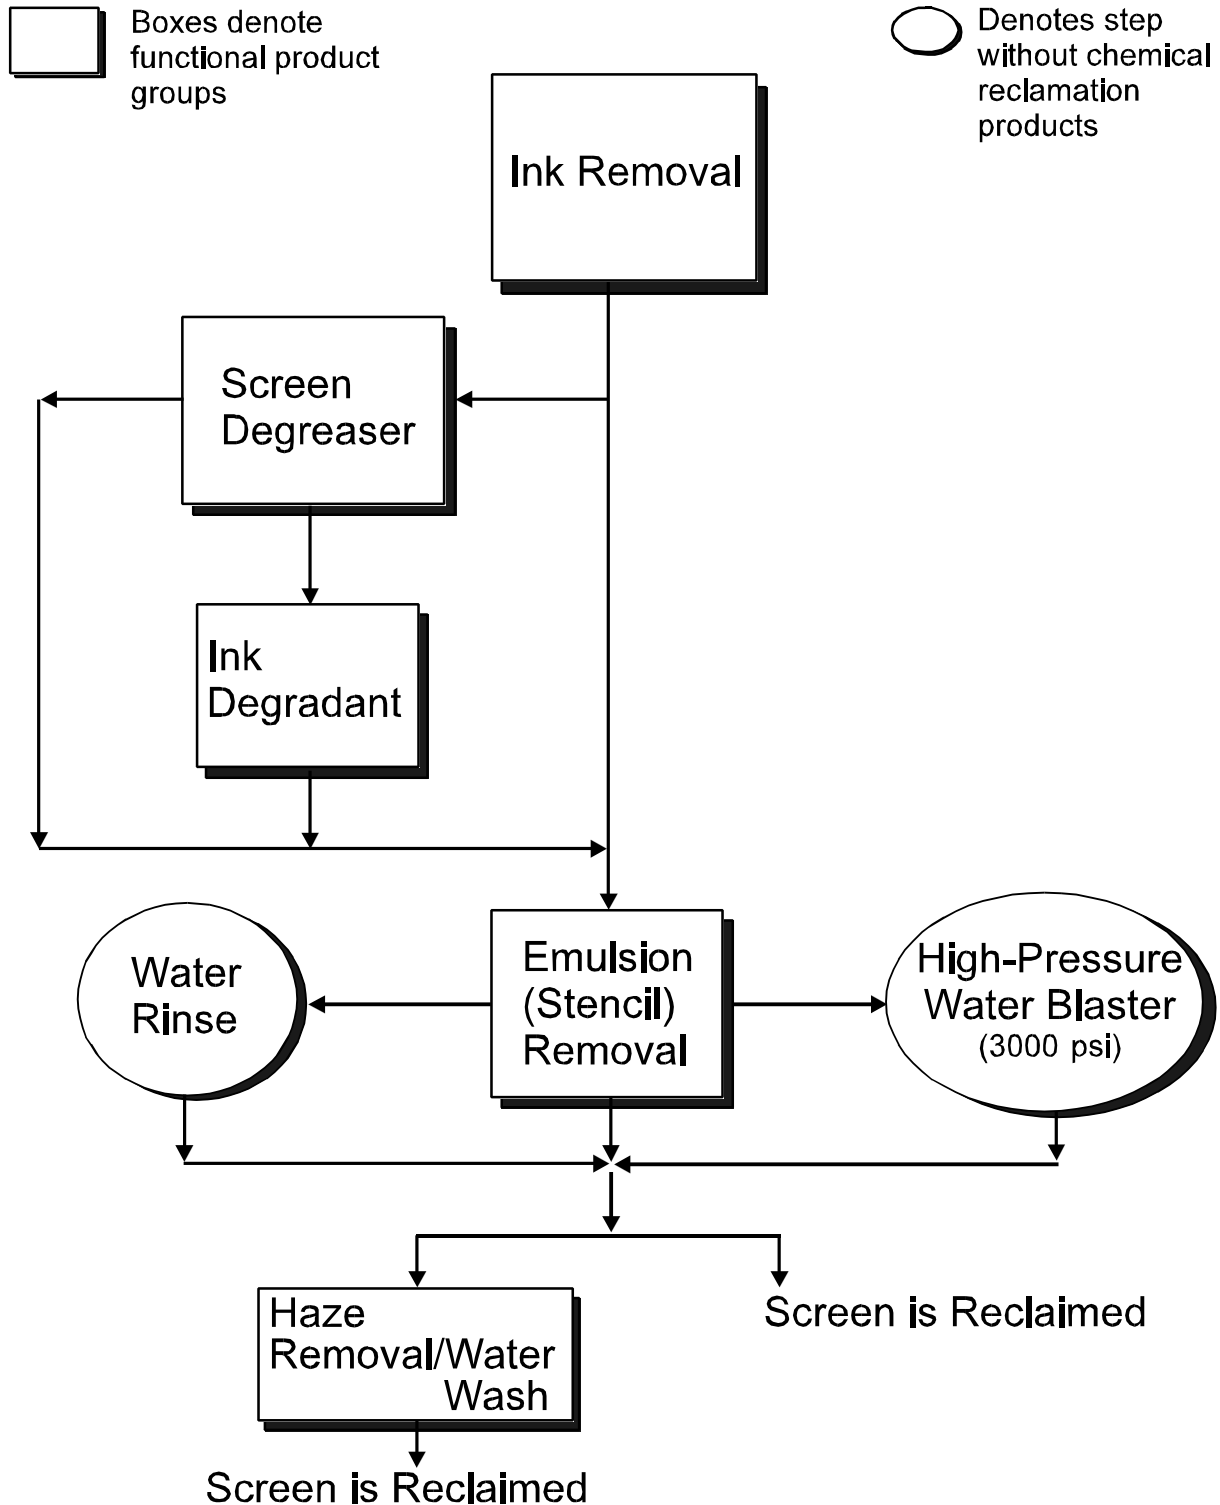 Boxes denote
functional product
groups
Denotes step
without chemical
reclamation
products
Ink Removal
Screen
Degreaser
Ink
Degradant
Water
Rinse
Emulsion
(Stencil)
Removal
High-Pressure
Water Blaster
(3000 psi)
Haze
Removal/Water
Wash
Screen is Reclaimed
Screen is Reclaimed